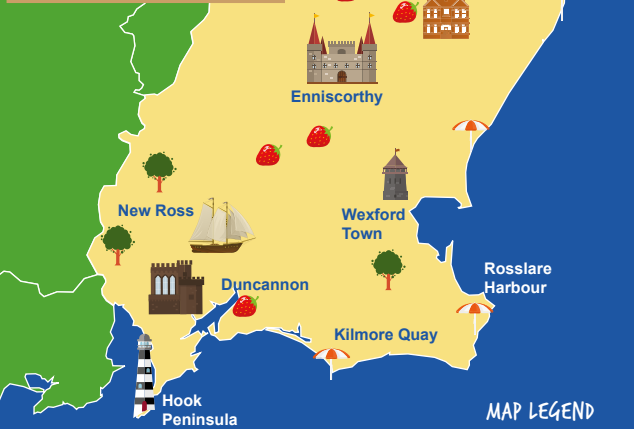 Enniscorthy
New Ross
Wexford
Town
Duncannon
Rosslare
Harbour
Kilmore Quay
Hook
Peninsula
MAP LEGEND